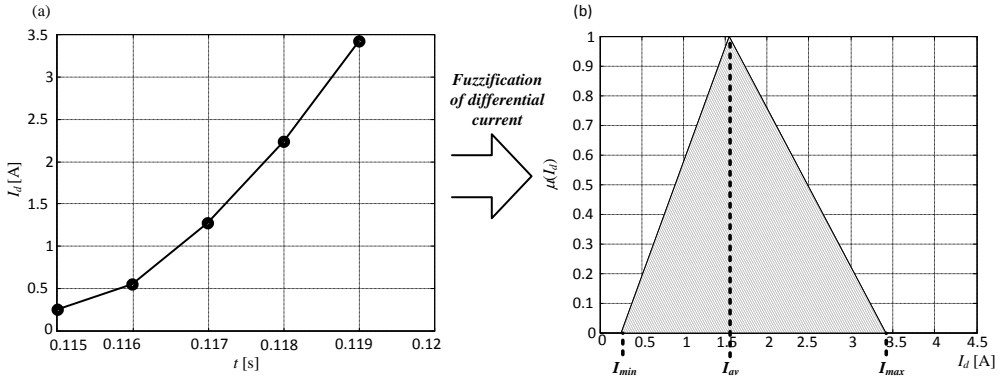 (a)
3.5
3
2.5
2
1.5
1
0.5
0
I_d [A]
0.115
0.116
0.117
0.118
0.119
0.12
t [s]
Fuzzification
of differential
current
(b)
1
0.9
0.8
0.7
0.6
0.5
0.4
0.3
0.2
0.1
0
μ(I_d)
0
0.5
1
1.5
2
2.5
3
3.5
4
4.5
I_min
I_av
I_max
I_d [A]